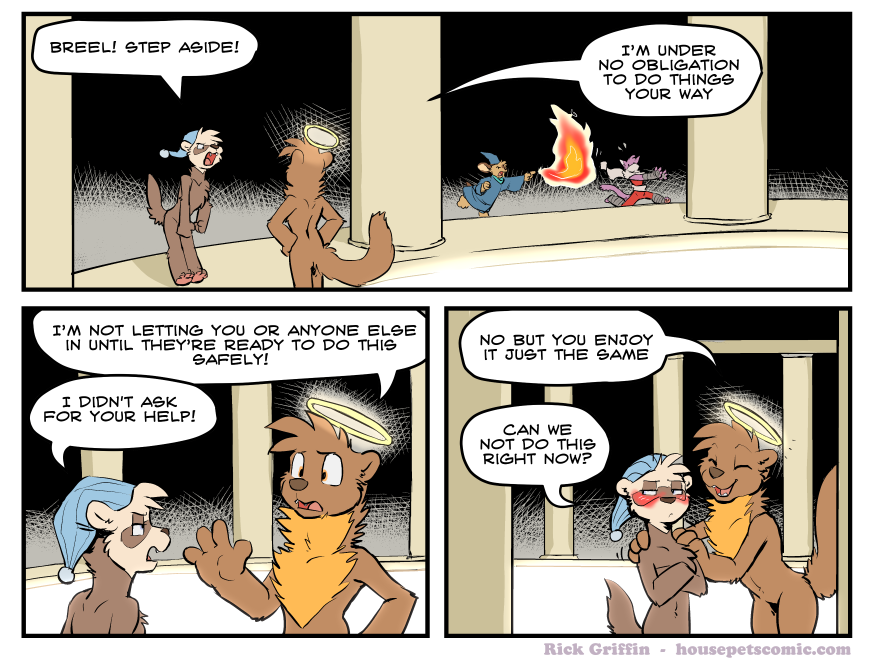 BREEL! STEP ASIDE!
I'M UNDER
NO OBLIGATION
TO DO THINGS
YOUR WAY
I'M NOT LETTING YOU OR ANYONE ELSE
IN UNTIL THEY'RE READY TO DO THIS
SAFELY!
I DIDN'T ASK
FOR YOUR HELP!
NO BUT YOU ENJOY
IT JUST THE SAME
CAN WE
NOT DO THIS
RIGHT NOW?
Rick Griffin - housepetscomic.com